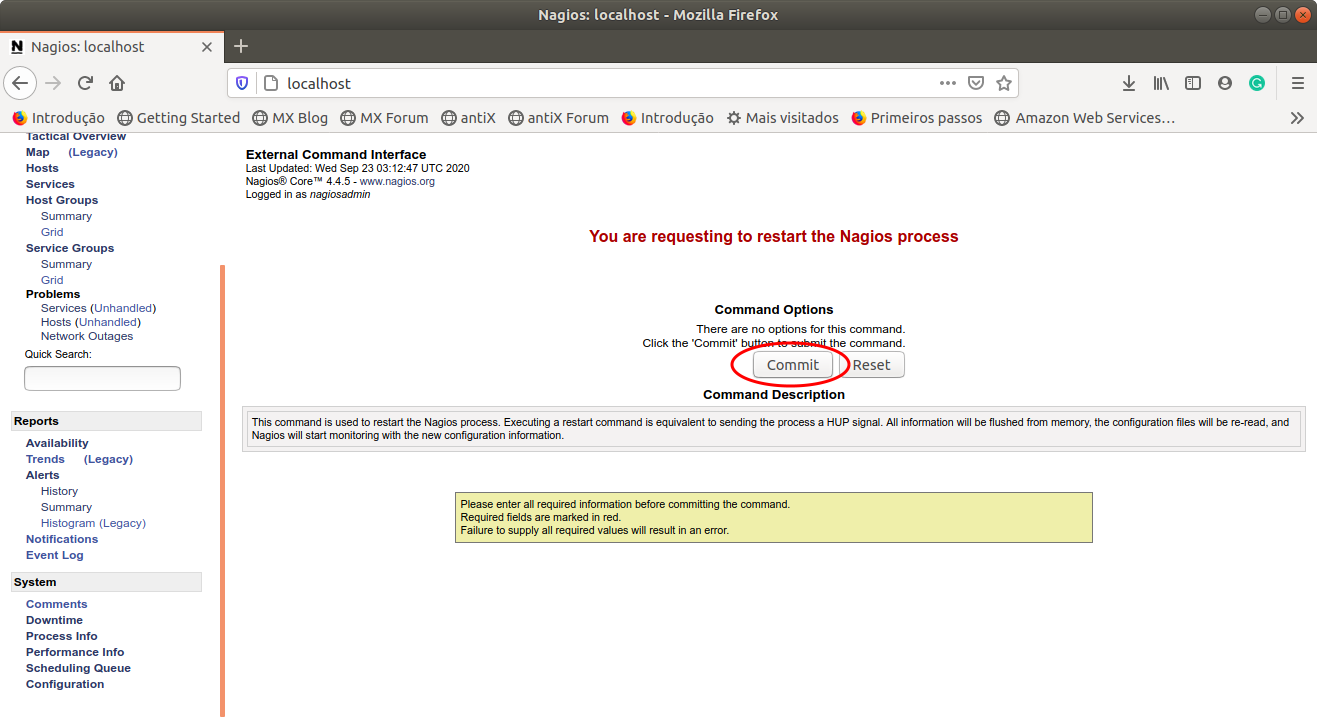 Nagios: localhost - Mozilla Firefox
Nagios: localhost
localhost
Introdução Getting Started MX Blog MX Forum antiX antiX Forum Introdução Mais visitados Primeiros passos Amazon Web Services…
Tactical Overview
Map (Legacy)
Hosts
Services
Host Groups
Summary
Grid
Service Groups
Summary
Grid
Problems
Services (Unhandled)
Hosts (Unhandled)
Network Outages
Quick Search:
Reports
Availability
Trends (Legacy)
Alerts
History
Summary
Histogram (Legacy)
Notifications
Event Log
System
Comments
Downtime
Process Info
Performance Info
Scheduling Queue
Configuration
External Command Interface
Last Updated: Wed Sep 23 03:12:47 UTC 2020
Nagios® Core™ 4.4.5 - www.nagios.org
Logged in as nagiosadmin
You are requesting to restart the Nagios process
Command Options
There are no options for this command.
Click the 'Commit' button to submit the command.
Commit Reset
Command Description
This command is used to restart the Nagios process. Executing a restart command is equivalent to sending the process a HUP signal. All information will be flushed from memory, the configuration files will be re-read, and
Nagios will start monitoring with the new configuration information.
Please enter all required information before committing the command.
Required fields are marked in red.
Failure to supply all required values will result in an error.